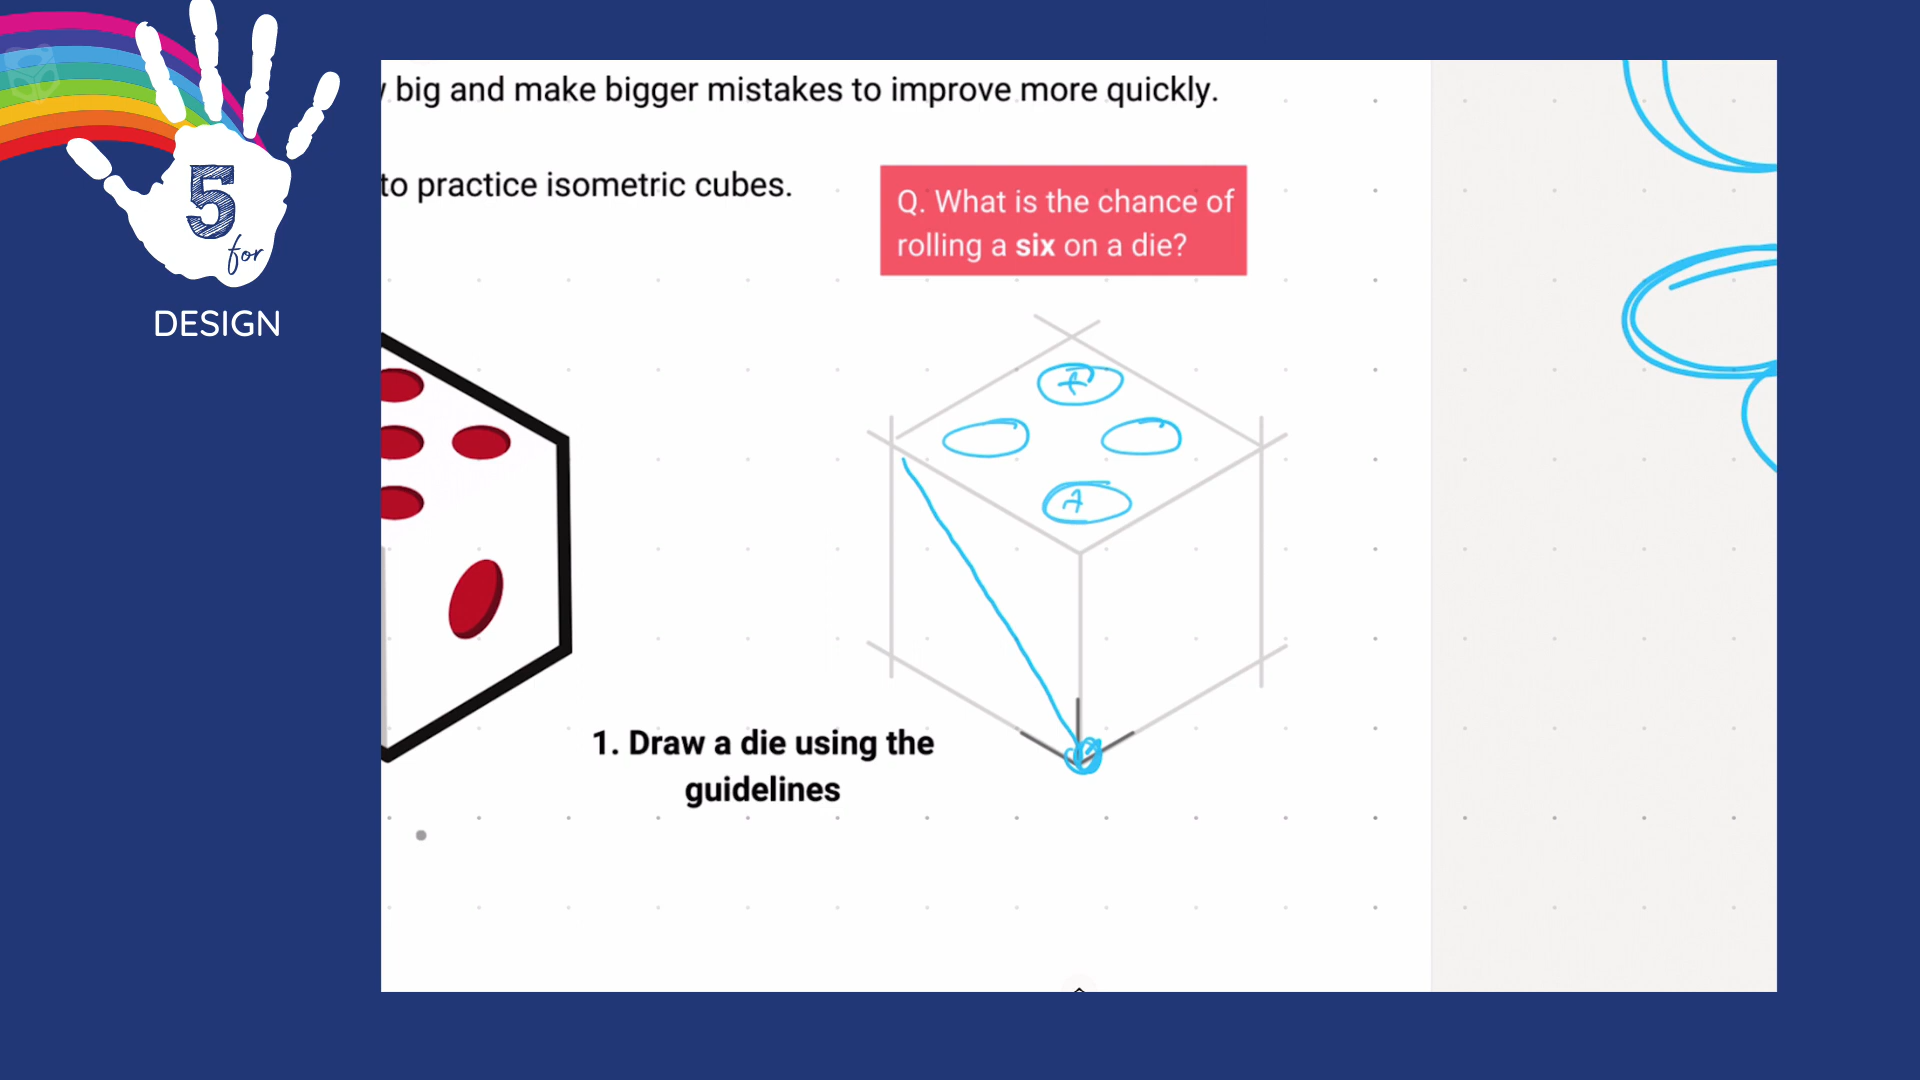 5
for
DESIGN
big and make bigger mistakes to improve more quickly.
to practice isometric cubes.
Q. What is the chance of
rolling a six on a die?
1. Draw a die using the
guidelines